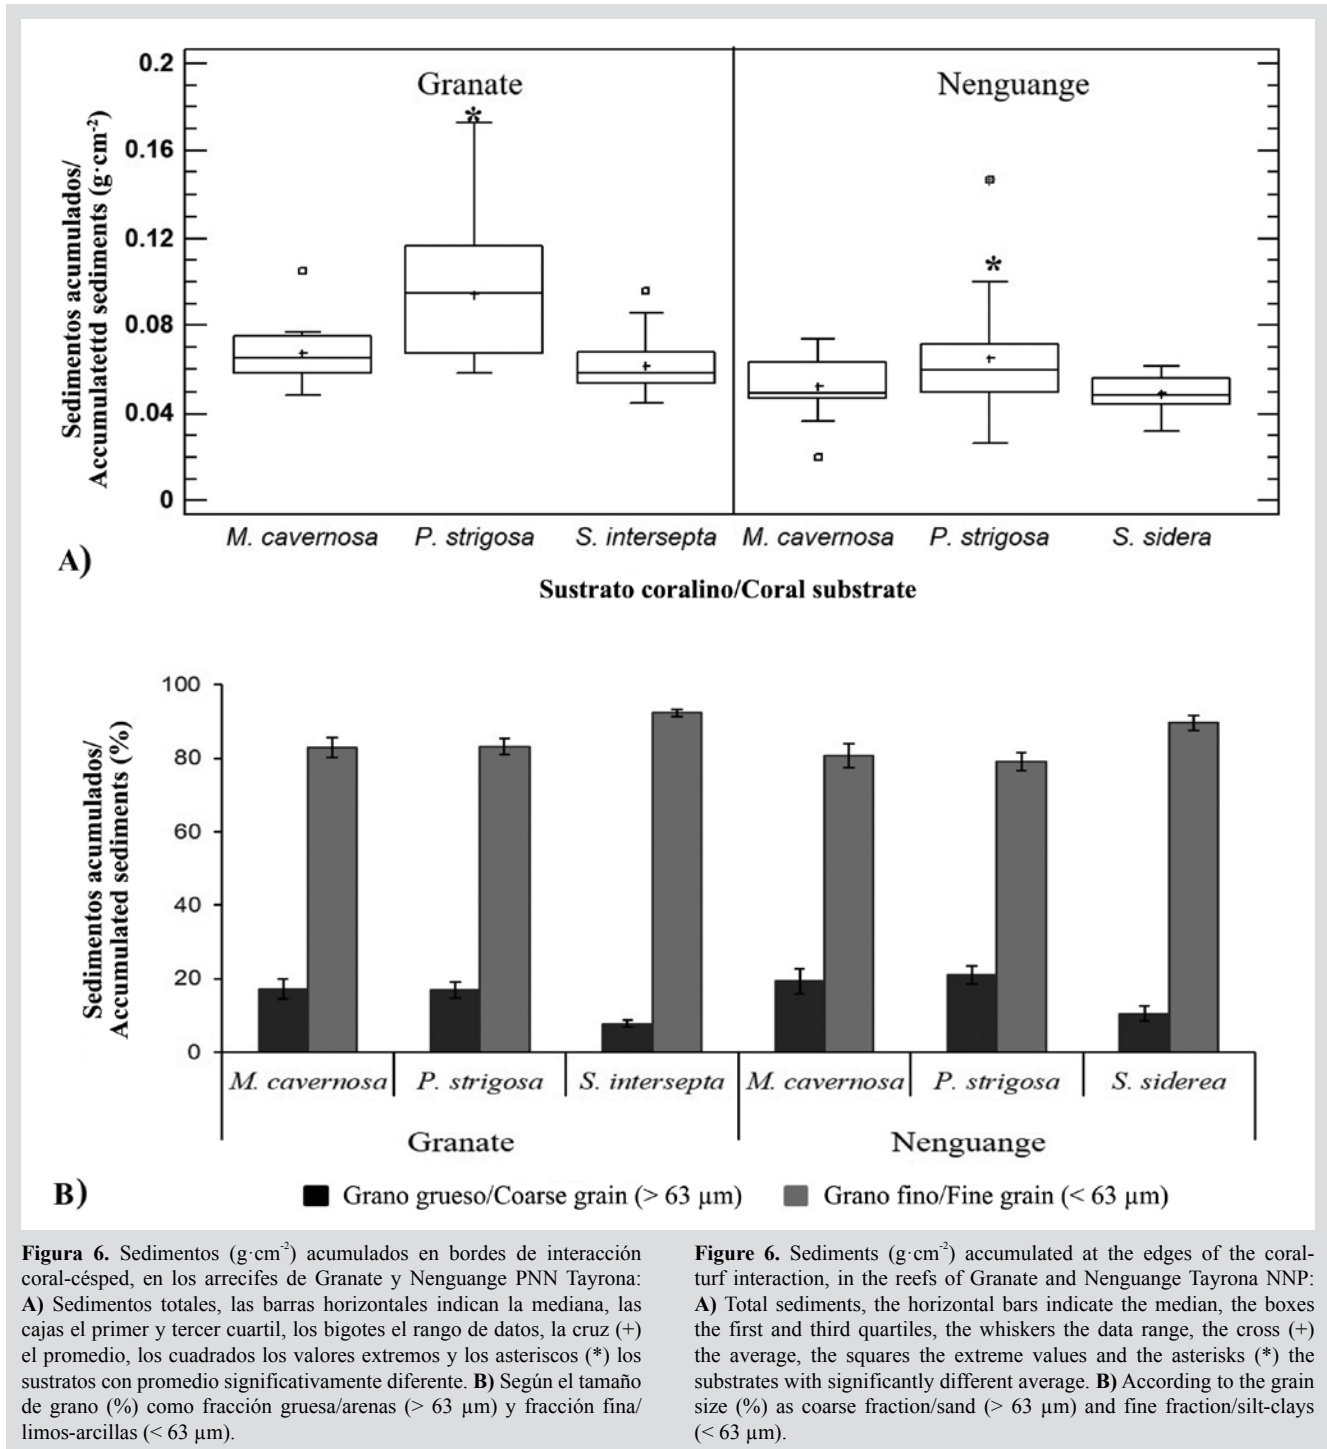 Granate
Nenguange
0.2
0.16
0.12
0.08
0.04
0
Sedimentos acumulados/
Accumulatettd sediments (g·cm-2)
*
*
M. cavernosa
P. strigosa
S. intersepta
M. cavernosa
P. strigosa
S. sidera
A)
Sustrato coralino/Coral substrate
100
80
60
40
20
0
Sedimentos acumulados/
Accumulated sediments (%)
M. cavernosa
P. strigosa
S. intersepta
M. cavernosa
P. strigosa
S. siderea
Granate
Nenguange
B)
Grano grueso/Coarse grain (> 63 µm)
Grano fino/Fine grain (< 63 µm)
Figura 6. Sedimentos (g·cm-2) acumulados en bordes de interacción
coral-césped, en los arrecifes de Granate y Nenguange PNN Tayrona:
A) Sedimentos totales, las barras horizontales indican la mediana, las
cajas el primer y tercer cuartil, los bigotes el rango de datos, la cruz (+)
el promedio, los cuadrados los valores extremos y los asteriscos (*) los
sustratos con promedio significativamente diferente. B) Según el tamaño
de grano (%) como fracción gruesa/arenas (> 63 µm) y fracción fina/
limos-arcillas (< 63 µm).
Figure 6. Sediments (g·cm-2) accumulated at the edges of the coral-
turf interaction, in the reefs of Granate and Nenguange Tayrona NNP:
A) Total sediments, the horizontal bars indicate the median, the boxes
the first and third quartiles, the whiskers the data range, the cross (+)
the average, the squares the extreme values and the asterisks (*) the
substrates with significantly different average. B) According to the grain
size (%) as coarse fraction/sand (> 63 µm) and fine fraction/silt-clays
(< 63 µm).